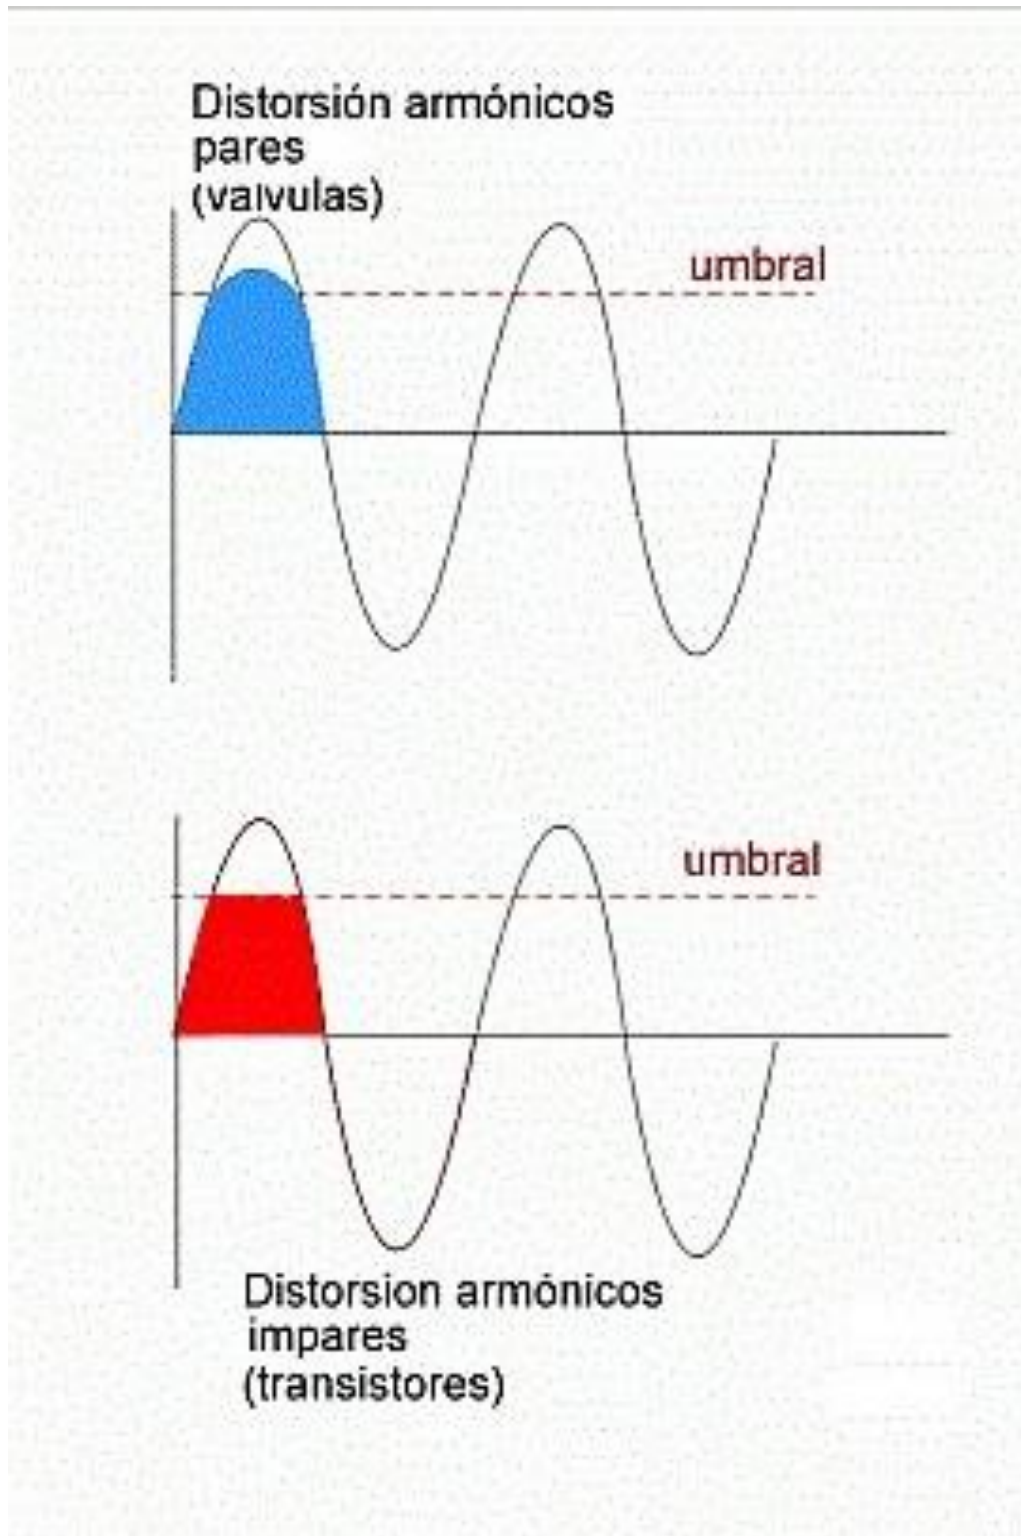 Distorsión armónicos
pares
(valvulas)
umbral
umbral
Distorsion armónicos
impares
(transistores)